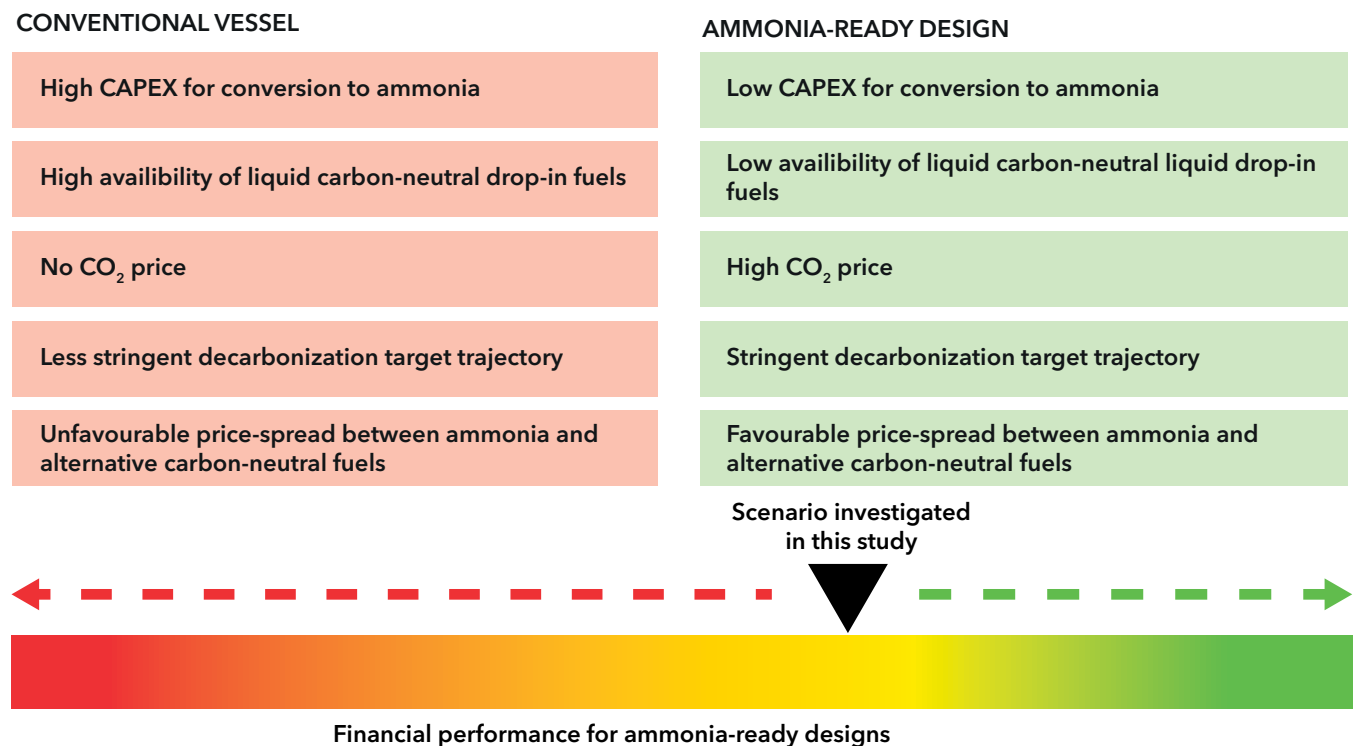 CONVENTIONAL VESSEL
High CAPEX for conversion to ammonia
High availibility of liquid carbon-neutral drop-in fuels
No CO₂ price
Less stringent decarbonization target trajectory
Unfavourable price-spread between ammonia and
alternative carbon-neutral fuels
AMMONIA-READY DESIGN
Low CAPEX for conversion to ammonia
Low availibility of liquid carbon-neutral liquid drop-in
fuels
High CO₂ price
Stringent decarbonization target trajectory
Favourable price-spread between ammonia and
alternative carbon-neutral fuels
Scenario investigated
in this study
Financial performance for ammonia-ready designs